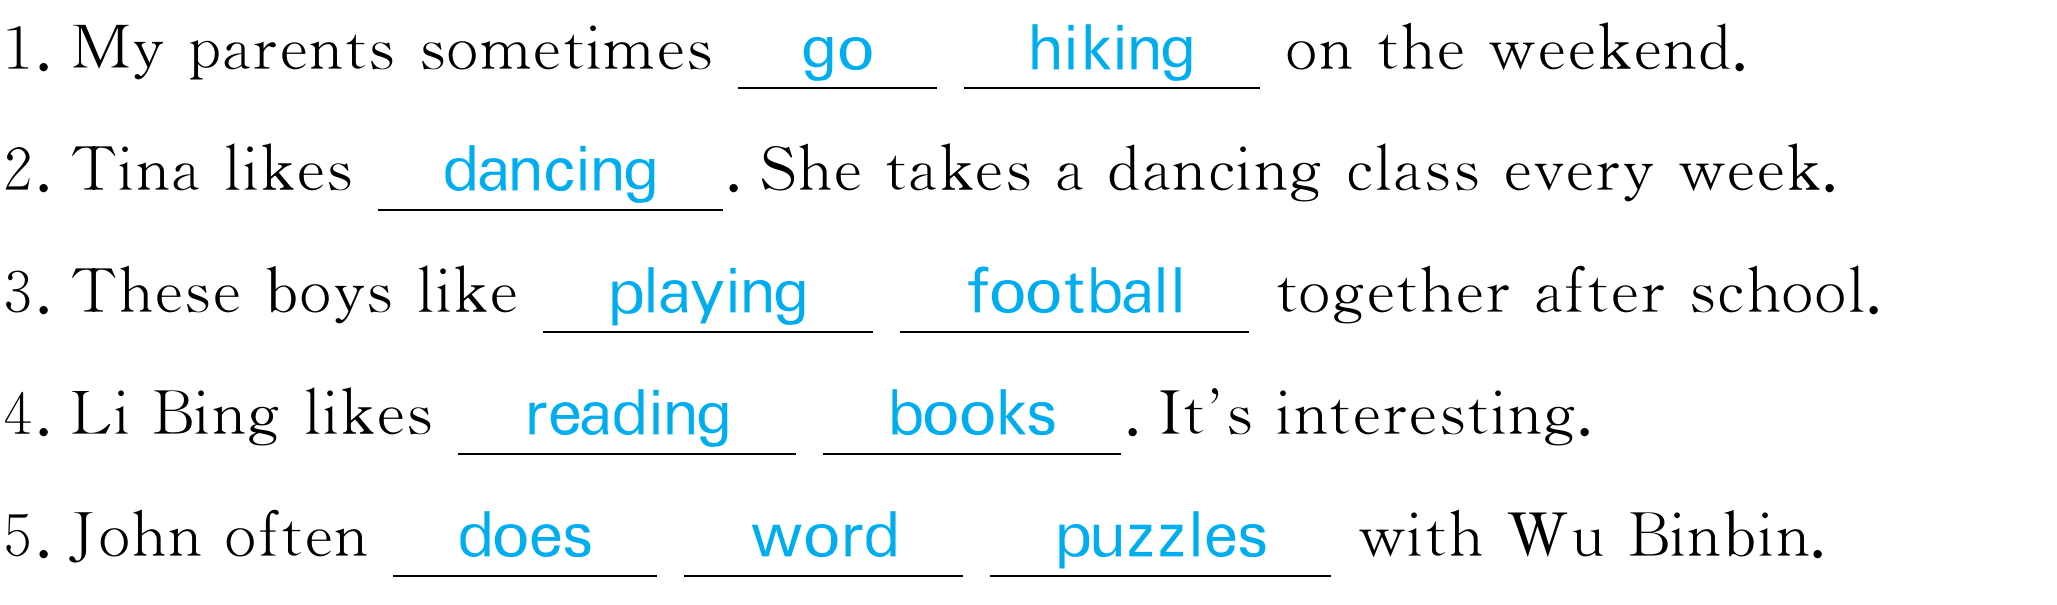 1. My parents sometimes go hiking on the weekend.
2. Tina likes dancing. She takes a dancing class every week.
3. These boys like playing football together after school.
4. Li Bing likes reading books. It's interesting.
5. John often does word puzzles with Wu Binbin.